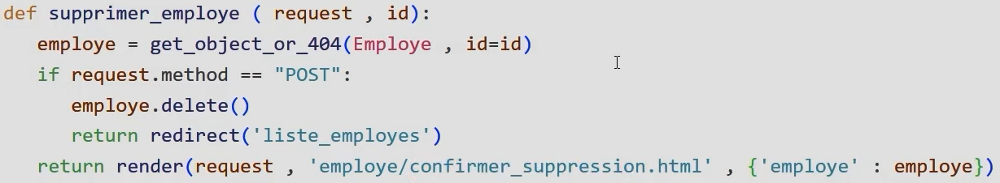 def supprimer_employe ( request , id):
employe = get_object_or_404(Employe , id=id)
if request.method == "POST":
employe.delete()
return redirect('liste_employes')
return render(request , 'employe/confirmer_suppression.html' , {'employe' : employe})